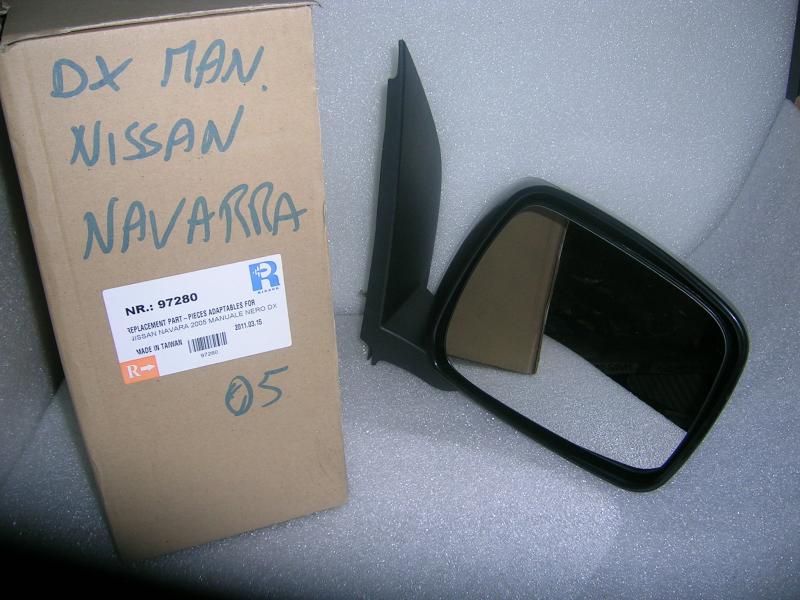 DX MAN.
NISSAN
NAVARRA
NR.: 97280
REPLACEMENT PART - PIECES ADAPTABLES FOR
NISSAN NAVARA 2005 MANUALE NERO DX
MADE IN TAIWAN
2011.03.15
97280
R→
05